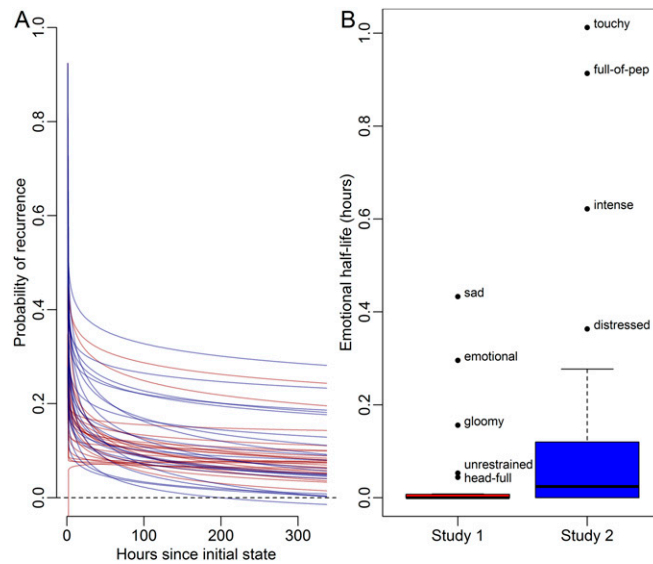 A
Probability of recurrence
1.0
0.8
0.6
0.4
0.2
0.0
0
100
200
300
Hours since initial state
B
Emotional half-life (hours)
1.0
0.8
0.6
0.4
0.2
0.0
touchy
full-of-pep
intense
distressed
sad
emotional
gloomy
unrestrained
head-full
Study 1
Study 2